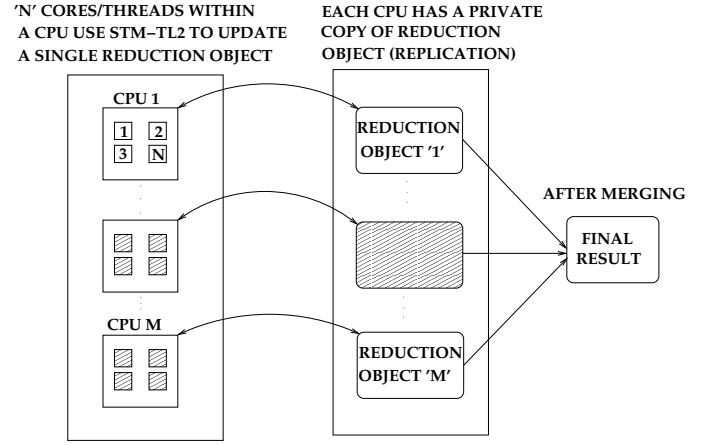 'N' CORES/THREADS WITHIN
A CPU USE STM–TL2 TO UPDATE
A SINGLE REDUCTION OBJECT
EACH CPU HAS A PRIVATE
COPY OF REDUCTION
OBJECT (REPLICATION)
CPU 1
1 2
3 N
REDUCTION
OBJECT '1'
AFTER MERGING
FINAL
RESULT
CPU M
REDUCTION
OBJECT 'M'